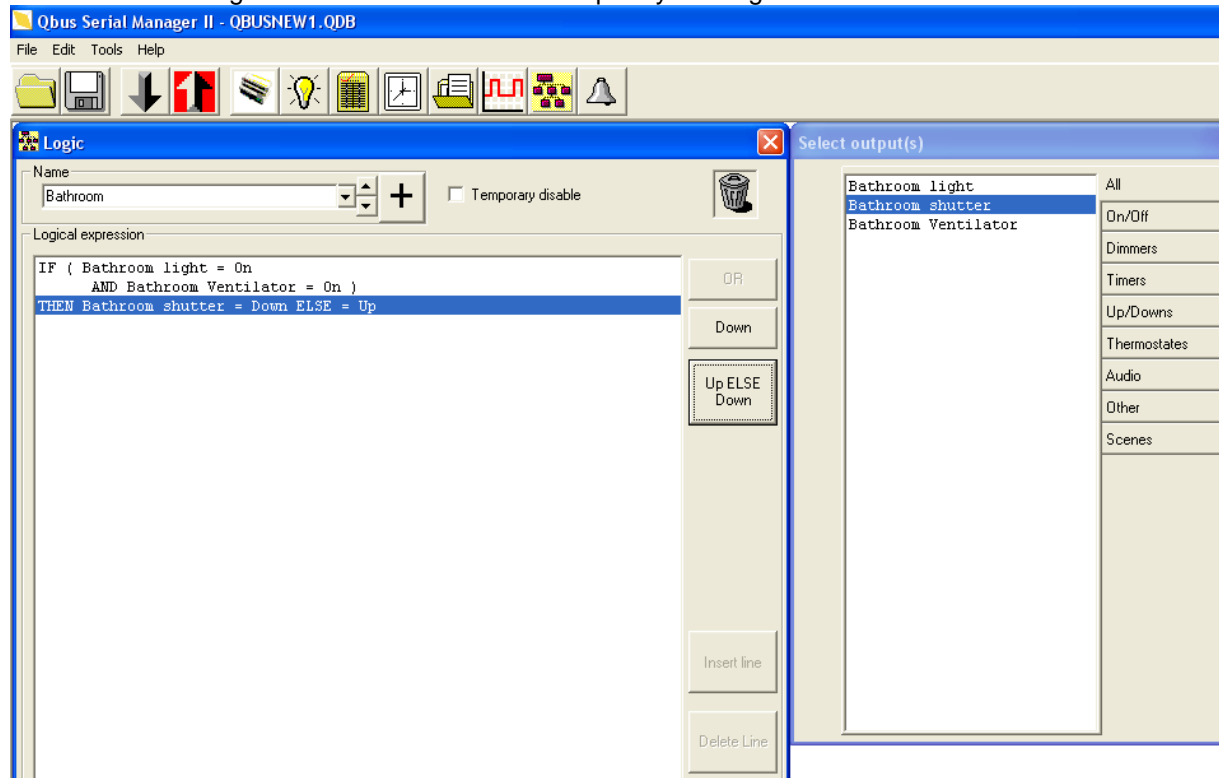 Qbus Serial Manager II - QBUSNEW1.QDB
File Edit Tools Help
Logic
Name
Bathroom
Temporary disable
Logical expression
IF ( Bathroom light = On
AND Bathroom Ventilator = On )
THEN Bathroom shutter = Down ELSE = Up
OR
Down
Up ELSE
Down
Insert line
Delete Line
Select output(s)
Bathroom light
Bathroom shutter
Bathroom Ventilator
All
On/Off
Dimmers
Timers
Up/Downs
Thermostates
Audio
Other
Scenes